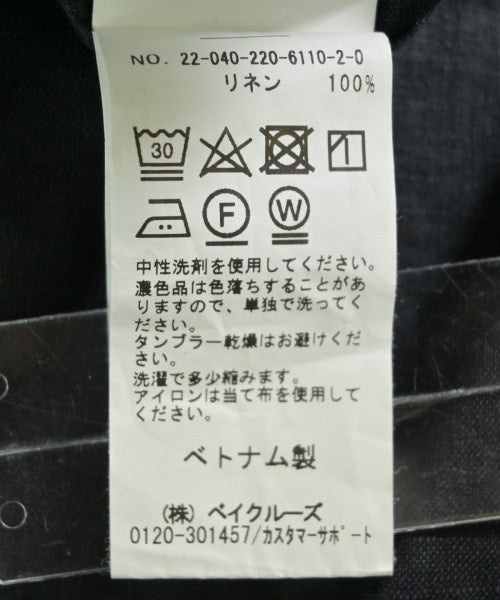 NO. 22-040-220-6110-2-0
リネン 100%
30
F W
中性洗剤を使用してください。
濃色品は色落ちすることがあ
りますので、単独で洗ってく
ださい。
タンブラー乾燥はお避けくだ
さい。
洗濯で多少縮みます。
アイロンは当て布を使用して
ください。
ベトナム製
(株) ベイクルーズ
0120-301457/カスタマーサポート